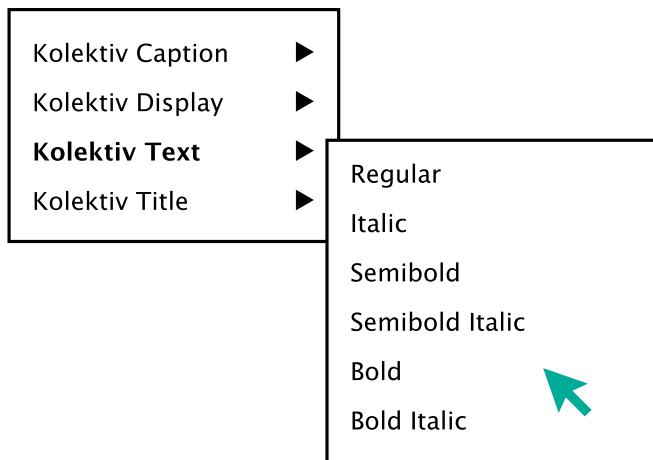 Kolektiv Caption
Kolektiv Display
Kolektiv Text
Kolektiv Title
Regular
Italic
Semibold
Semibold Italic
Bold
Bold Italic